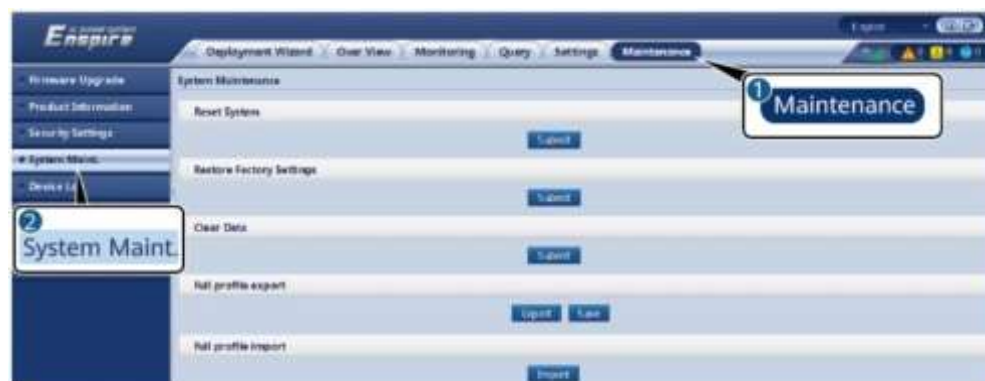 Enspire
English
Deployment Wizard Over View Monitoring Query Settings Maintenance
Firmware Upgrade
Product Information
Security Settings
System Maint.
System Maintenance
Reset System
Submit
Restore Factory Settings
Submit
Clear Data
Submit
Full profile export
Export Save
Full profile import
Import
1
Maintenance
2
System Maint.